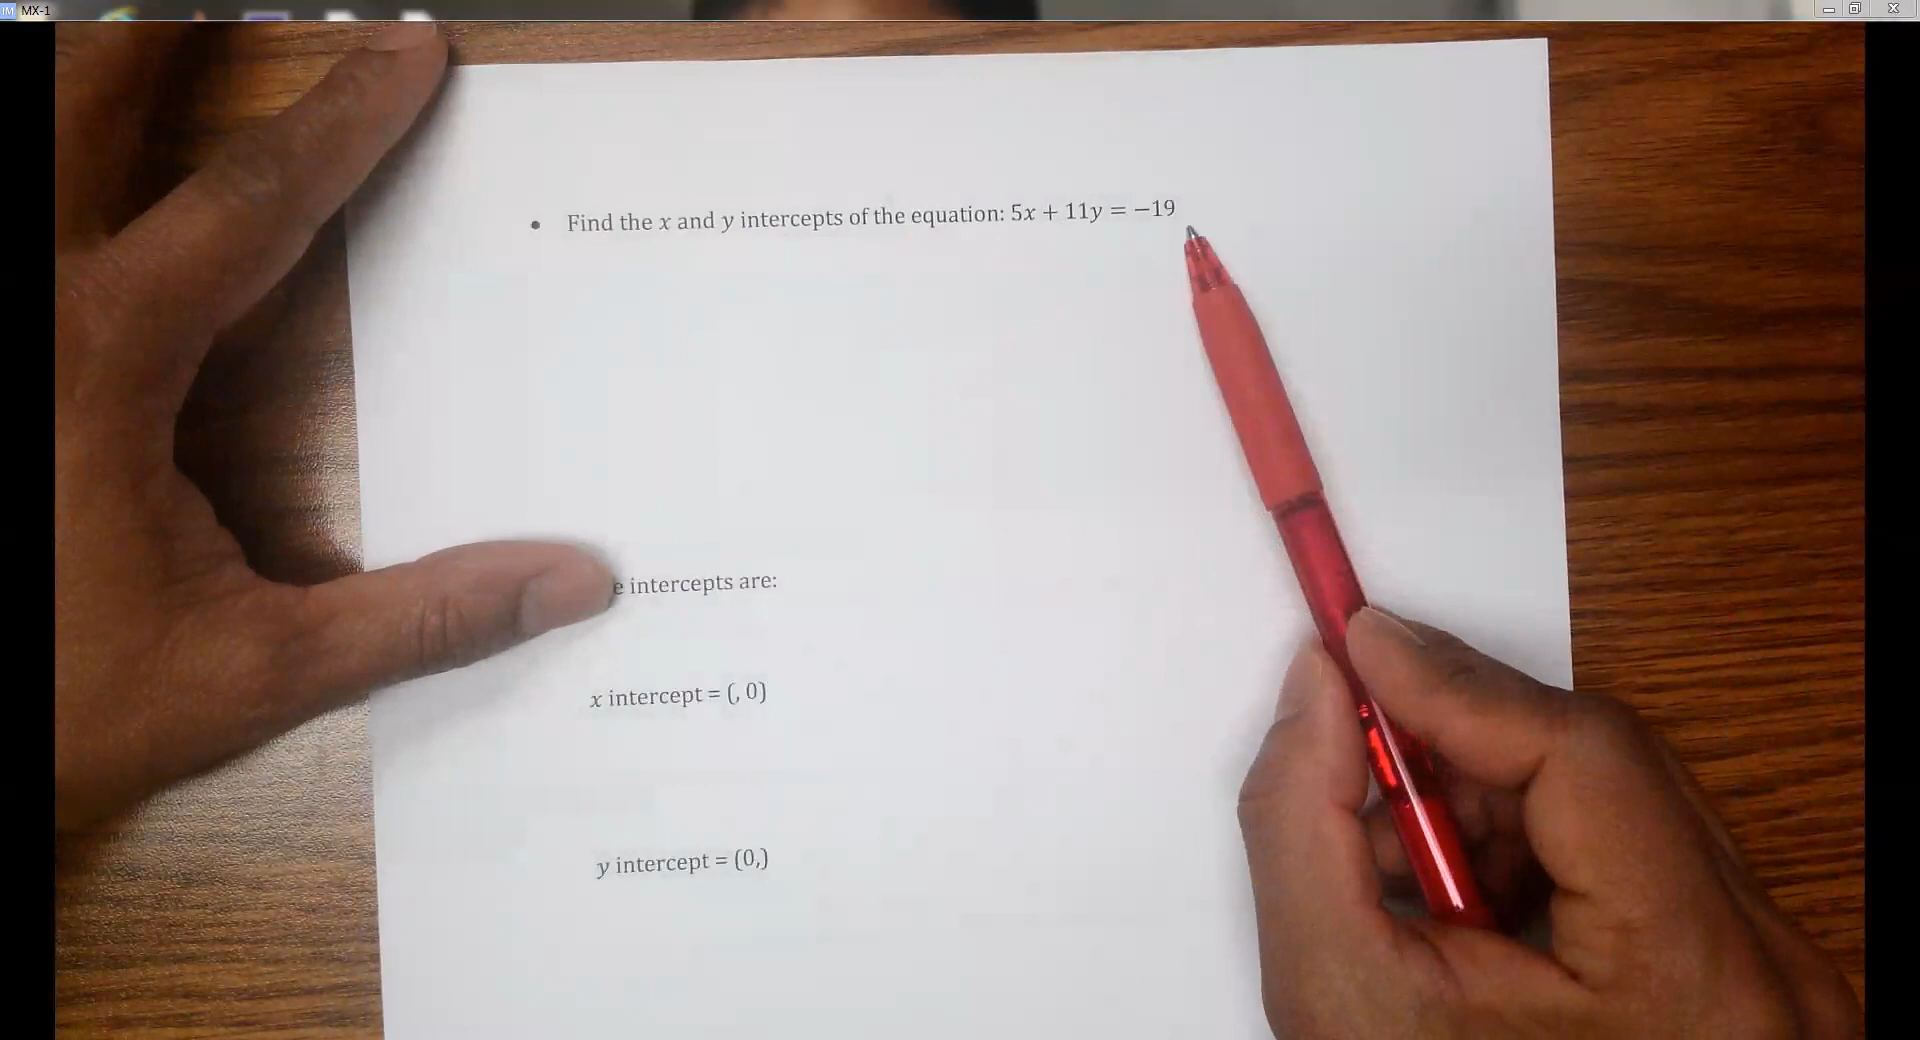 MX-1
• Find the x and y intercepts of the equation: 5x + 11y = −19
intercepts are:
x intercept = (, 0)
y intercept = (0,)